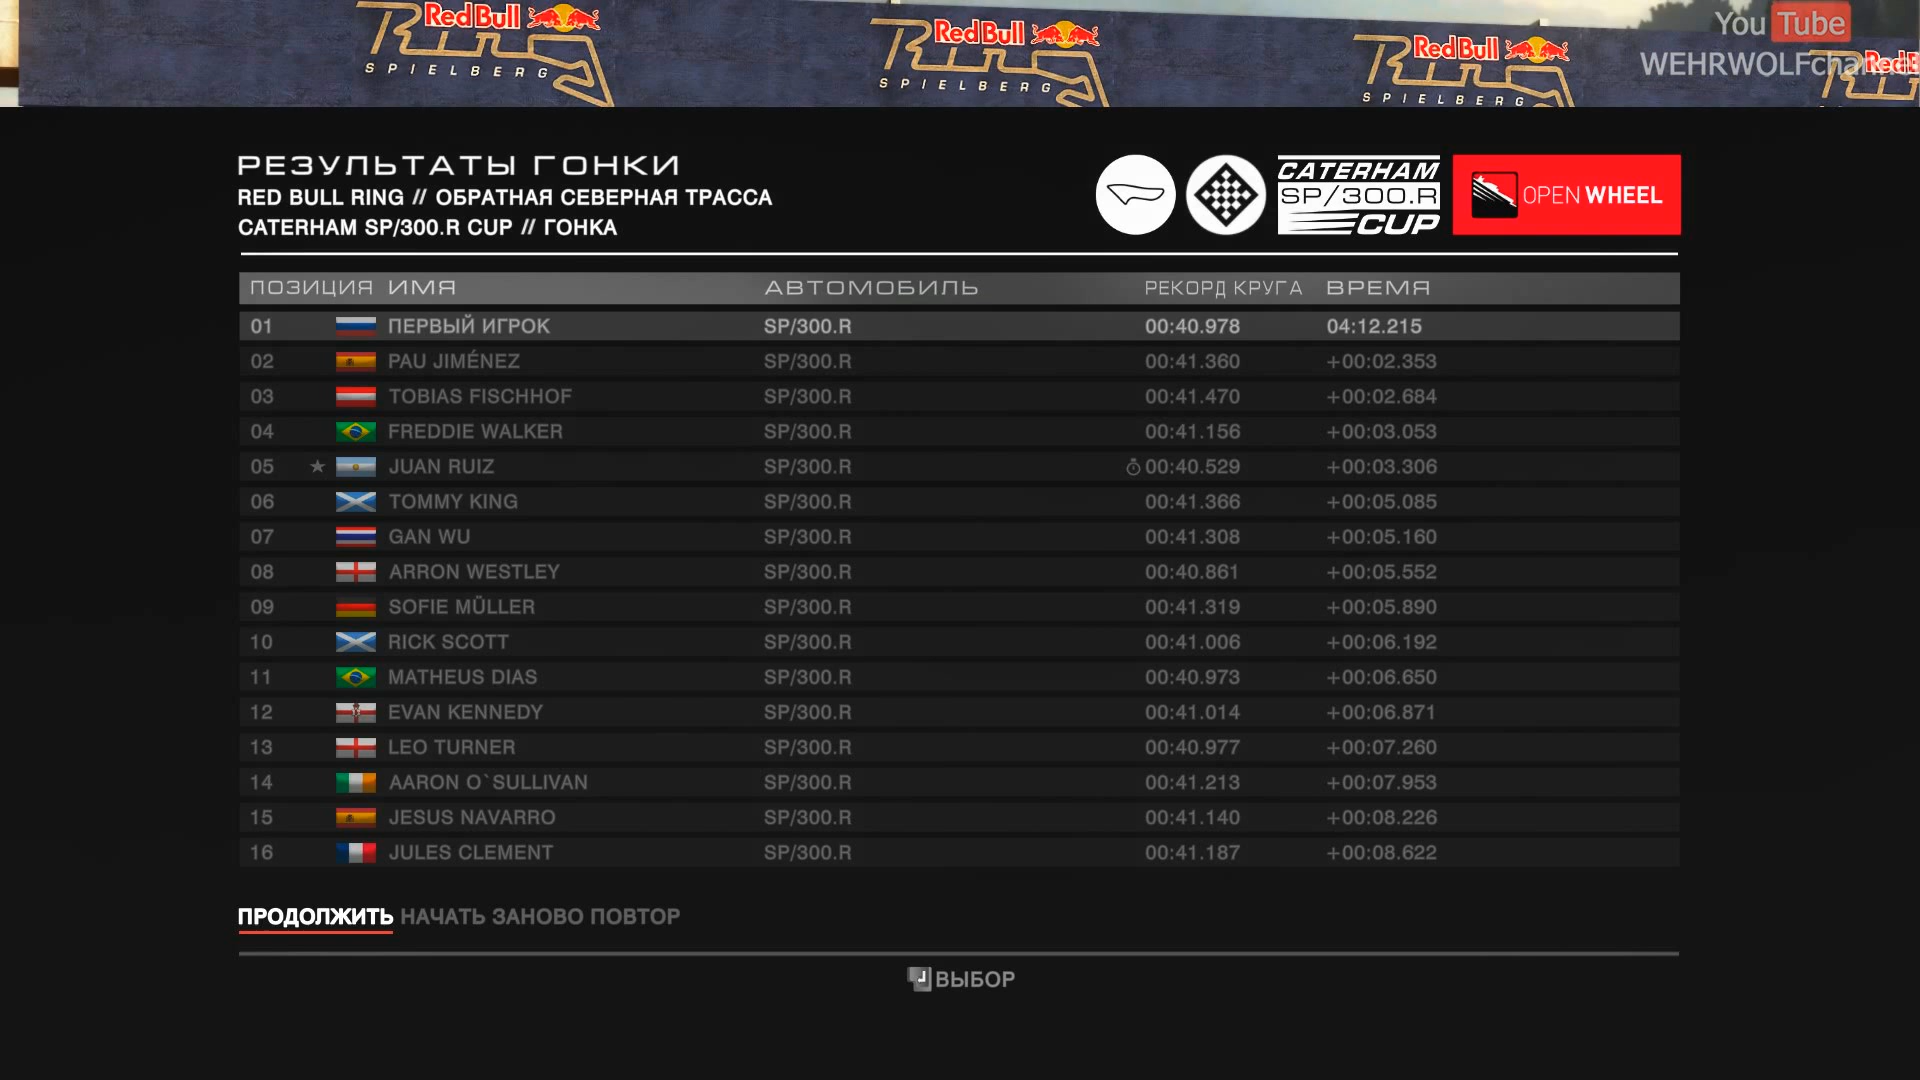 Red Bull Ring SPIELBERG
Red Bull Ring SPIELBERG
Red Bull Ring SPIELBERG
You Tube
WEHRWOLFchannel
РЕЗУЛЬТАТЫ ГОНКИ
RED BULL RING // ОБРАТНАЯ СЕВЕРНАЯ ТРАССА
CATERHAM SP/300.R CUP // ГОНКА
CATERHAM
SP/300.R
CUP
OPEN WHEEL
ПОЗИЦИЯ ИМЯ АВТОМОБИЛЬ РЕКОРД КРУГА ВРЕМЯ
01 ПЕРВЫЙ ИГРОК SP/300.R 00:40.978 04:12.215
02 PAU JIMÉNEZ SP/300.R 00:41.360 +00:02.353
03 TOBIAS FISCHHOF SP/300.R 00:41.470 +00:02.684
04 FREDDIE WALKER SP/300.R 00:41.156 +00:03.053
05 ★ JUAN RUIZ SP/300.R 00:40.529 +00:03.306
06 TOMMY KING SP/300.R 00:41.366 +00:05.085
07 GAN WU SP/300.R 00:41.308 +00:05.160
08 ARRON WESTLEY SP/300.R 00:40.861 +00:05.552
09 SOFIE MÜLLER SP/300.R 00:41.319 +00:05.890
10 RICK SCOTT SP/300.R 00:41.006 +00:06.192
11 MATHEUS DIAS SP/300.R 00:40.973 +00:06.650
12 EVAN KENNEDY SP/300.R 00:41.014 +00:06.871
13 LEO TURNER SP/300.R 00:40.977 +00:07.260
14 AARON O`SULLIVAN SP/300.R 00:41.213 +00:07.953
15 JESUS NAVARRO SP/300.R 00:41.140 +00:08.226
16 JULES CLEMENT SP/300.R 00:41.187 +00:08.622
ПРОДОЛЖИТЬ НАЧАТЬ ЗАНОВО ПОВТОР
ВЫБОР